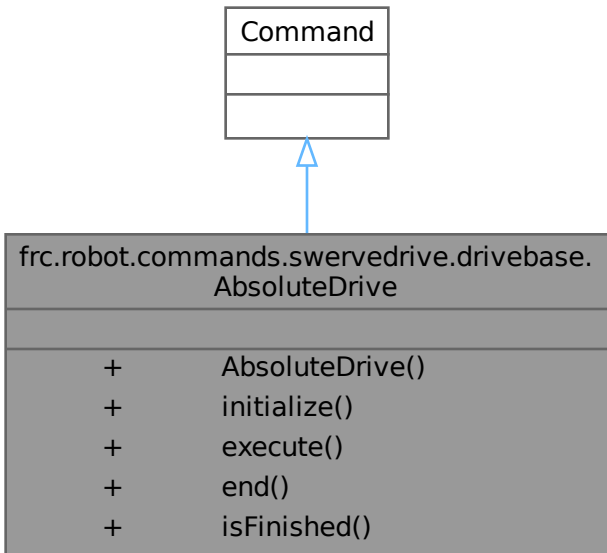 Command
frc.robot.commands.swervedrive.drivebase.
AbsoluteDrive
+ AbsoluteDrive()
+ initialize()
+ execute()
+ end()
+ isFinished()